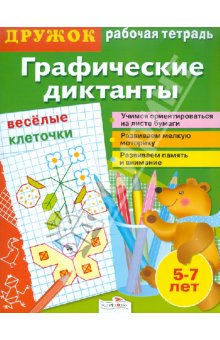 ДРУЖОК рабочая тетрадь
Графические
диктанты
весёлые
клеточки
Учимся ориентироваться
на листе бумаги
Развиваем мелкую
моторику
Развиваем память
и внимание
5-7
лет